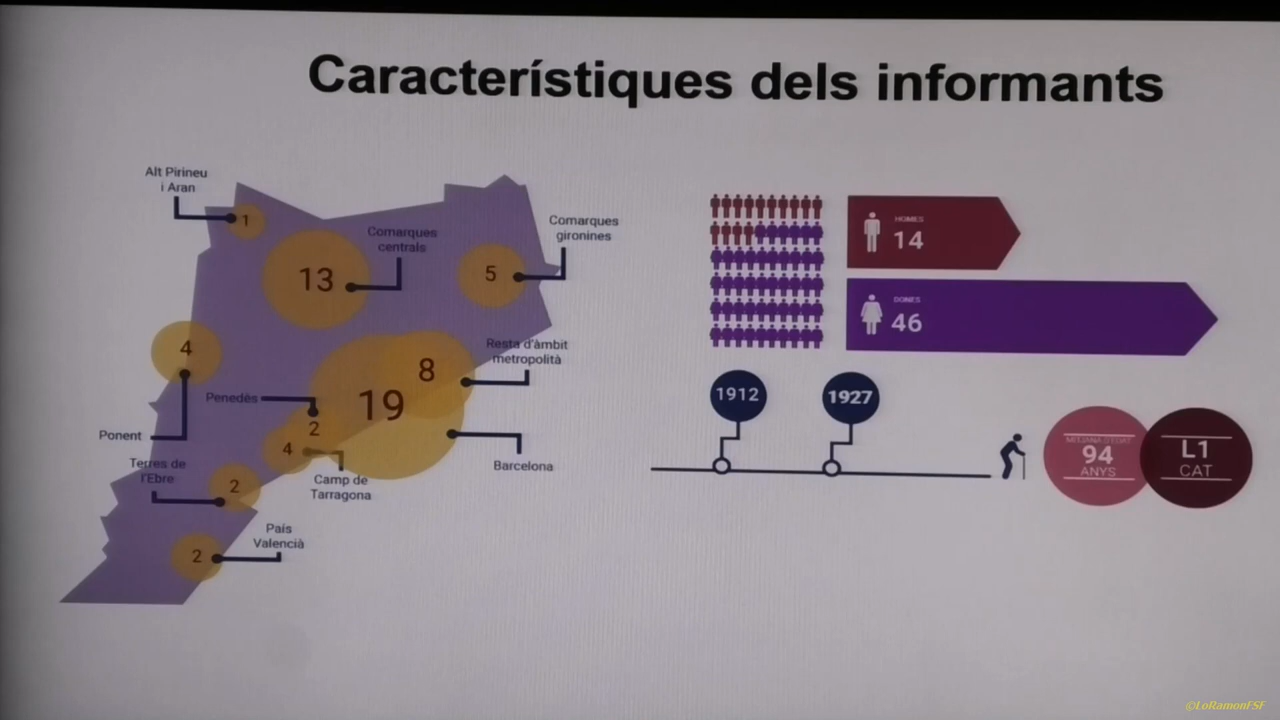 Característiques dels informants
Alt Pirineu
i Aran
1
Comarques
centrals
13
Comarques
gironines
5
4
Ponent
Resta d'àmbit
metropolità
8
19
Penedès
2
4
Barcelona
Camp de
Tarragona
Terres de
l'Ebre
2
País
Valencià
2
HOMES
14
DONES
46
1912
1927
MITJANA D'EDAT
94
ANYS
L1
CAT
©LoRamonFSF